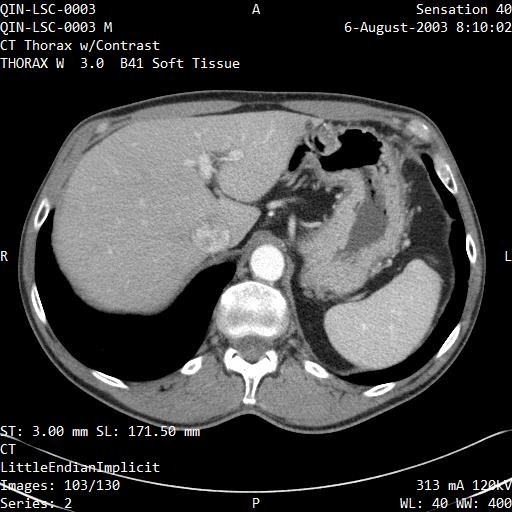 QIN-LSC-0003 A Sensation 40
QIN-LSC-0003 M 6-August-2003 8:10:02
CT Thorax w/Contrast
THORAX W 3.0 B41 Soft Tissue
R L
ST: 3.00 mm SL: 171.50 mm
CT
LittleEndianImplicit
Images: 103/130 313 mA 120kV
Series: 2 P WL: 40 WW: 400